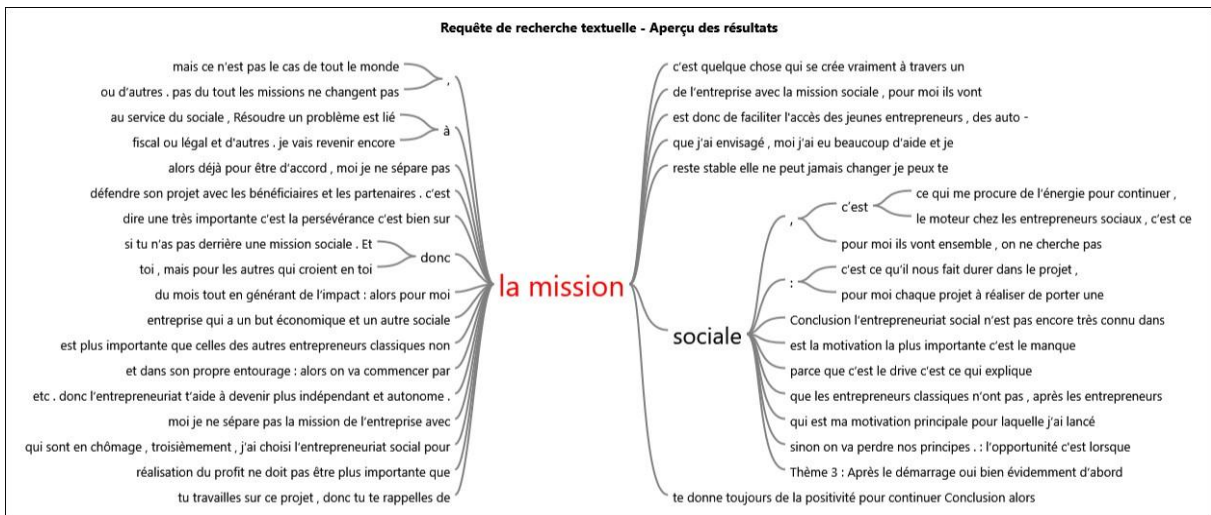 Requête de recherche textuelle - Aperçu des résultats
mais ce n'est pas le cas de tout le monde
ou d'autres . pas du tout les missions ne changent pas
,
au service du sociale , Résoudre un problème est lié
fiscal ou légal et d'autres . je vais revenir encore
à
alors déjà pour être d'accord , moi je ne sépare pas
défendre son projet avec les bénéficiaires et les partenaires . c'est
dire une très importante c'est la persévérance c'est bien sur
si tu n'as pas derrière une mission sociale . Et
toi , mais pour les autres qui croient en toi
donc
du mois tout en générant de l'impact : alors pour moi
entreprise qui a un but économique et un autre sociale
est plus importante que celles des autres entrepreneurs classiques non
et dans son propre entourage : alors on va commencer par
etc . donc l'entrepreneuriat t'aide à devenir plus indépendant et autonome .
moi je ne sépare pas la mission de l'entreprise avec
qui sont en chômage , troisièmement , j'ai choisi l'entrepreneuriat social pour
réalisation du profit ne doit pas être plus importante que
tu travailles sur ce projet , donc tu te rappelles de
la mission
c'est quelque chose qui se crée vraiment à travers un
de l'entreprise avec la mission sociale , pour moi ils vont
est donc de faciliter l'accès des jeunes entrepreneurs , des auto -
que j'ai envisagé , moi j'ai eu beaucoup d'aide et je
reste stable elle ne peut jamais changer je peux te
sociale
,
c'est
ce qui me procure de l'énergie pour continuer ,
le moteur chez les entrepreneurs sociaux , c'est ce
pour moi ils vont ensemble , on ne cherche pas
:
c'est ce qu'il nous fait durer dans le projet ,
pour moi chaque projet à réaliser de porter une
Conclusion l'entrepreneuriat social n'est pas encore très connu dans
est la motivation la plus importante c'est le manque
parce que c'est le drive c'est ce qui explique
que les entrepreneurs classiques n'ont pas , après les entrepreneurs
qui est ma motivation principale pour laquelle j'ai lancé
sinon on va perdre nos principes . : l'opportunité c'est lorsque
Thème 3 : Après le démarrage oui bien évidemment d'abord
te donne toujours de la positivité pour continuer Conclusion alors